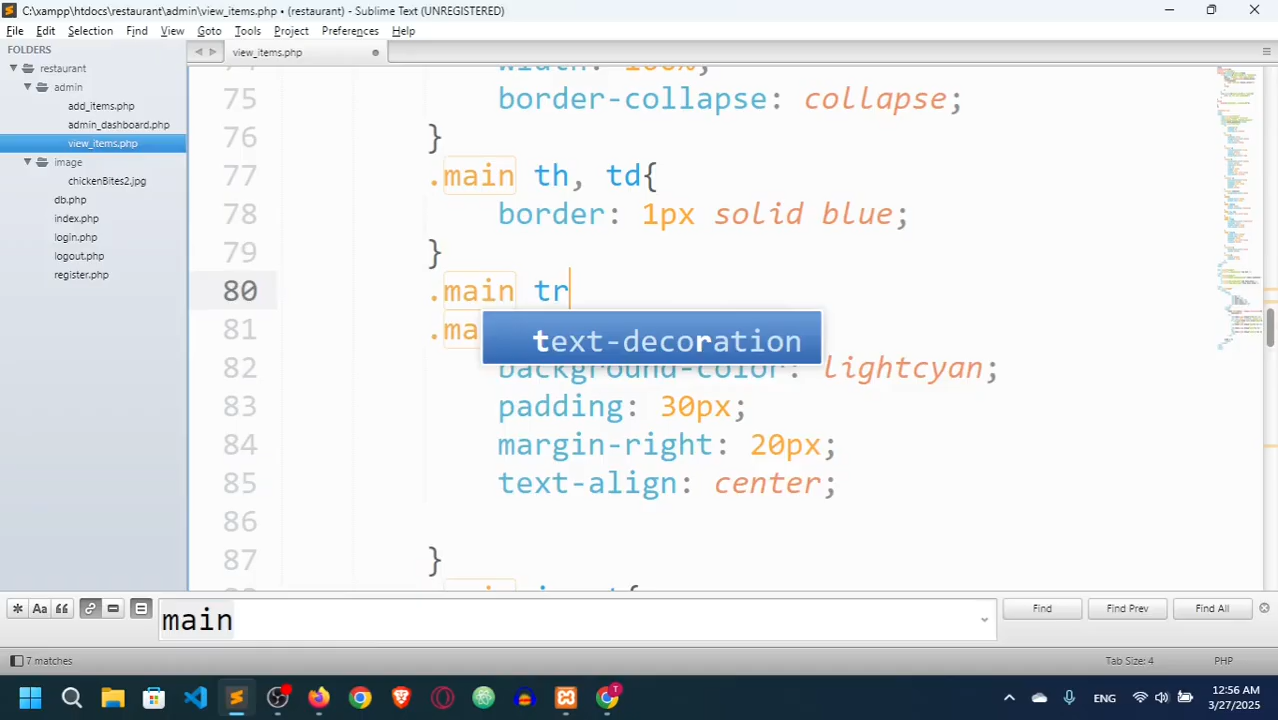 C:\xampp\htdocs\restaurant\admin\view_items.php • (restaurant) - Sublime Text (UNREGISTERED)
File Edit Selection Find View Goto Tools Project Preferences Help
FOLDERS
restaurant
admin
add_items.php
admin_dashboard.php
view_items.php
image
chickenBites2.jpg
db.php
index.php
login.php
logout.php
register.php
view_items.php
width: 100%;
75 border-collapse: collapse;
76 }
77 .main th, td{
78 border: 1px solid blue;
79 }
80 .main tr
81 .ma
text-decoration
82 background-color: lightcyan;
83 padding: 30px;
84 margin-right: 20px;
85 text-align: center;
86
87 }
main
Find
Find Prev
Find All
7 matches
Tab Size: 4
PHP
ENG
12:56 AM
3/27/2025